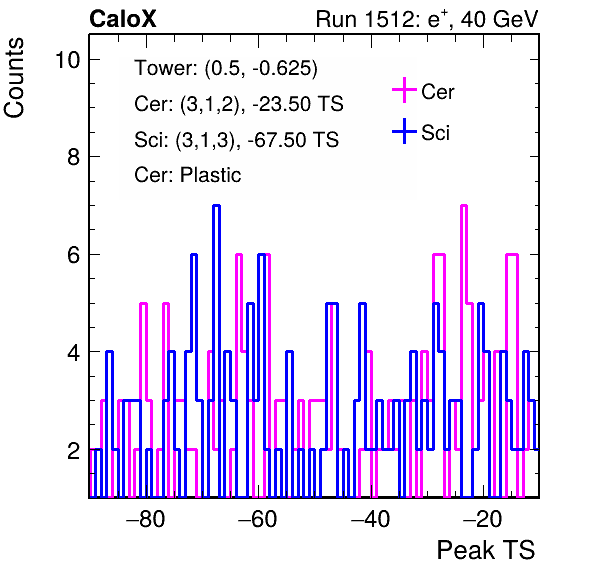 CaloX Run 1512: e⁺, 40 GeV
Counts
10
8
6
4
2
Tower: (0.5, -0.625)
Cer: (3,1,2), -23.50 TS
Sci: (3,1,3), -67.50 TS
Cer: Plastic
Cer
Sci
−80 −60 −40 −20
Peak TS